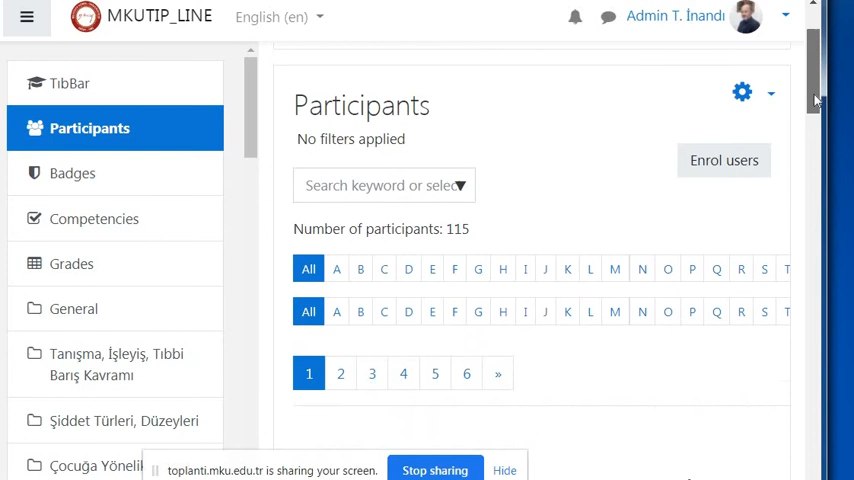 MKUTIP_LINE English (en) Admin T. İnandı
TıbBar
Participants
Badges
Competencies
Grades
General
Tanışma, İşleyiş, Tıbbi
Barış Kavramı
Şiddet Türleri, Düzeyleri
Çocuğa Yönelik
Participants
No filters applied
Enrol users
Search keyword or selec
Number of participants: 115
All A B C D E F G H I J K L M N O P Q R S T
All A B C D E F G H I J K L M N O P Q R S T
1 2 3 4 5 6 »
toplanti.mku.edu.tr is sharing your screen. Stop sharing Hide